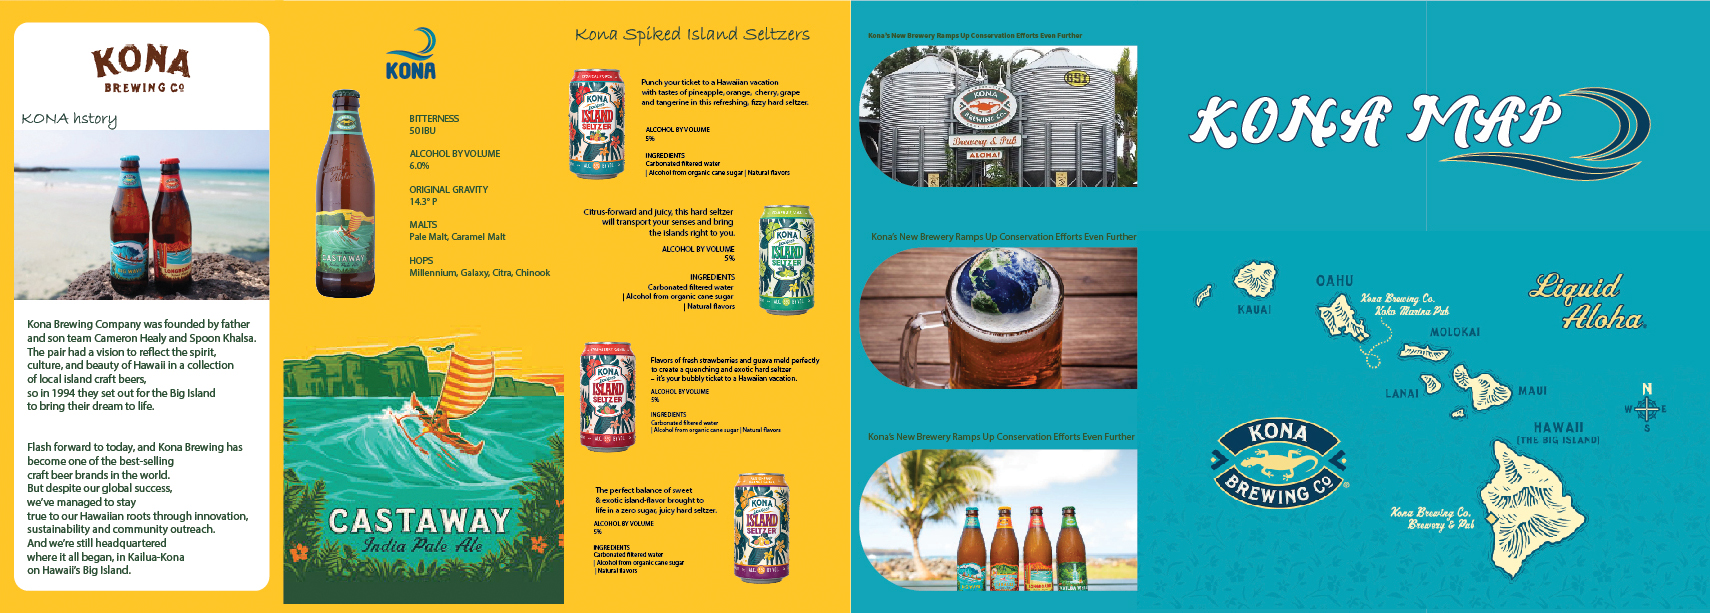 KONA
BREWING Co
KONA hstory
Kona Brewing Company was founded by father
and son team Cameron Healy and Spoon Khalsa.
The pair had a vision to reflect the spirit,
culture, and beauty of Hawaii in a collection
of local island craft beers,
so in 1994 they set out for the Big Island
to bring their dream to life.
Flash forward to today, and Kona Brewing has
become one of the best-selling
craft beer brands in the world.
But despite our global success,
we've managed to stay
true to our Hawaiian roots through innovation,
sustainability and community outreach.
And we're still headquartered
where it all began, in Kailua-Kona
on Hawaii's Big Island.
KONA
BITTERNESS
50 IBU
ALCOHOL BY VOLUME
6.0%
ORIGINAL GRAVITY
14.3° P
MALTS
Pale Malt, Caramel Malt
HOPS
Millennium, Galaxy, Citra, Chinook
CASTAWAY
CASTAWAY
India Pale Ale
Kona Spiked Island Seltzers
KONA
ISLAND
SELTZER
Punch your ticket to a Hawaiian vacation
with tastes of pineapple, orange, cherry, grape
and tangerine in this refreshing, fizzy hard seltzer.
ALCOHOL BY VOLUME
5%
INGREDIENTS
Carbonated filtered water
| Alcohol from organic cane sugar | Natural flavors
Citrus-forward and juicy, this hard seltzer
will transport your senses and bring
the islands right to you.
ALCOHOL BY VOLUME
5%
INGREDIENTS
Carbonated filtered water
| Alcohol from organic cane sugar
| Natural flavors
KONA
ISLAND
SELTZER
KONA
ISLAND
SELTZER
Flavors of fresh strawberries and guava meld perfectly
to create a quenching and exotic hard seltzer
– it's your bubbly ticket to a Hawaiian vacation.
ALCOHOL BY VOLUME
5%
INGREDIENTS
Carbonated filtered water
| Alcohol from organic cane sugar | Natural flavors
The perfect balance of sweet
& exotic island-flavor brought to
life in a zero sugar, juicy hard seltzer.
ALCOHOL BY VOLUME
5%
INGREDIENTS
Carbonated filtered water
| Alcohol from organic cane sugar
| Natural flavors
KONA
ISLAND
SELTZER
Kona's New Brewery Ramps Up Conservation Efforts Even Further
GSI
KONA
BREWING CO.
Brewery & Pub
ALOHA!
Kona's New Brewery Ramps Up Conservation Efforts Even Further
Kona's New Brewery Ramps Up Conservation Efforts Even Further
KONA MAP
KAUAI
OAHU
Kona Brewing Co.
Koko Marina Pub
MOLOKAI
LANAI
MAUI
Liquid
Aloha®
N
W E
S
HAWAII
(THE BIG ISLAND)
Kona Brewing Co.
Brewery & Pub
KONA
BREWING Co®